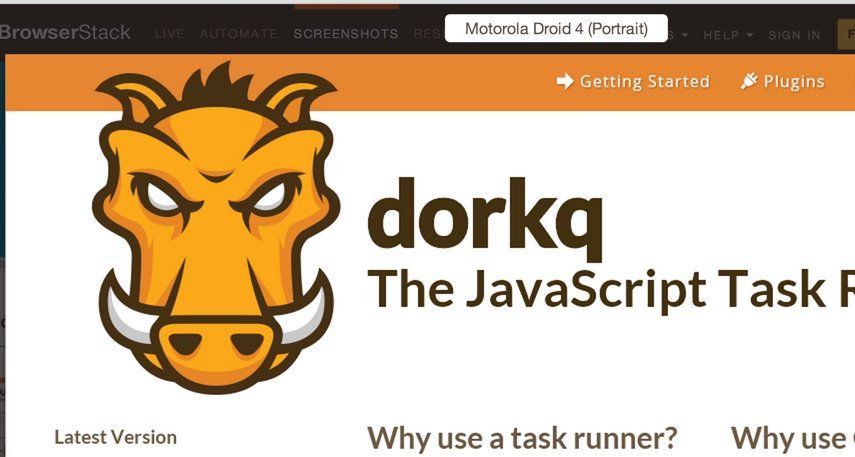 BrowserStack LIVE AUTOMATE SCREENSHOTS HELP SIGN IN
Motorola Droid 4 (Portrait)
Getting Started Plugins
dorkq
The JavaScript Task
Latest Version
Why use a task runner? Why use